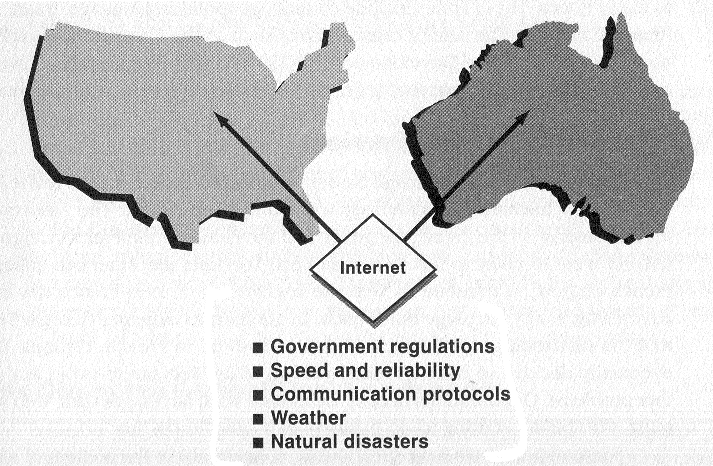 Internet
■ Government regulations
■ Speed and reliability
■ Communication protocols
■ Weather
■ Natural disasters